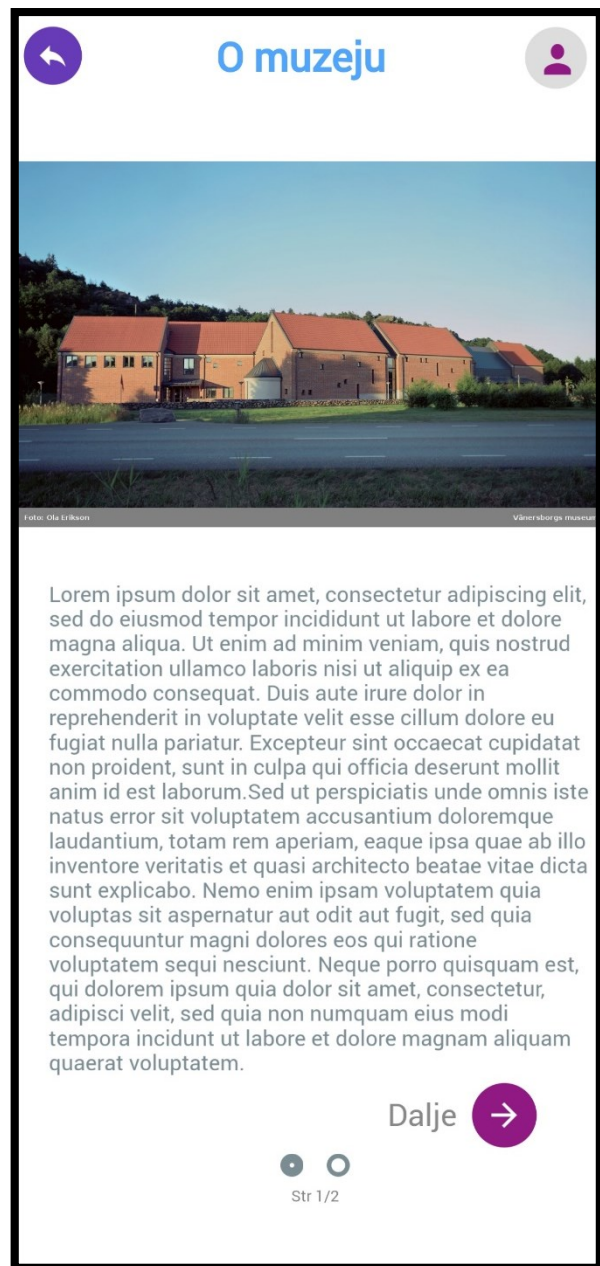 O muzeju
Foto: Ola Erikson
Vänersborgs museum
Lorem ipsum dolor sit amet, consectetur adipiscing elit,
sed do eiusmod tempor incididunt ut labore et dolore
magna aliqua. Ut enim ad minim veniam, quis nostrud
exercitation ullamco laboris nisi ut aliquip ex ea
commodo consequat. Duis aute irure dolor in
reprehenderit in voluptate velit esse cillum dolore eu
fugiat nulla pariatur. Excepteur sint occaecat cupidatat
non proident, sunt in culpa qui officia deserunt mollit
anim id est laborum.Sed ut perspiciatis unde omnis iste
natus error sit voluptatem accusantium doloremque
laudantium, totam rem aperiam, eaque ipsa quae ab illo
inventore veritatis et quasi architecto beatae vitae dicta
sunt explicabo. Nemo enim ipsam voluptatem quia
voluptas sit aspernatur aut odit aut fugit, sed quia
consequuntur magni dolores eos qui ratione
voluptatem sequi nesciunt. Neque porro quisquam est,
qui dolorem ipsum quia dolor sit amet, consectetur,
adipisci velit, sed quia non numquam eius modi
tempora incidunt ut labore et dolore magnam aliquam
quaerat voluptatem.
Dalje
Str 1/2